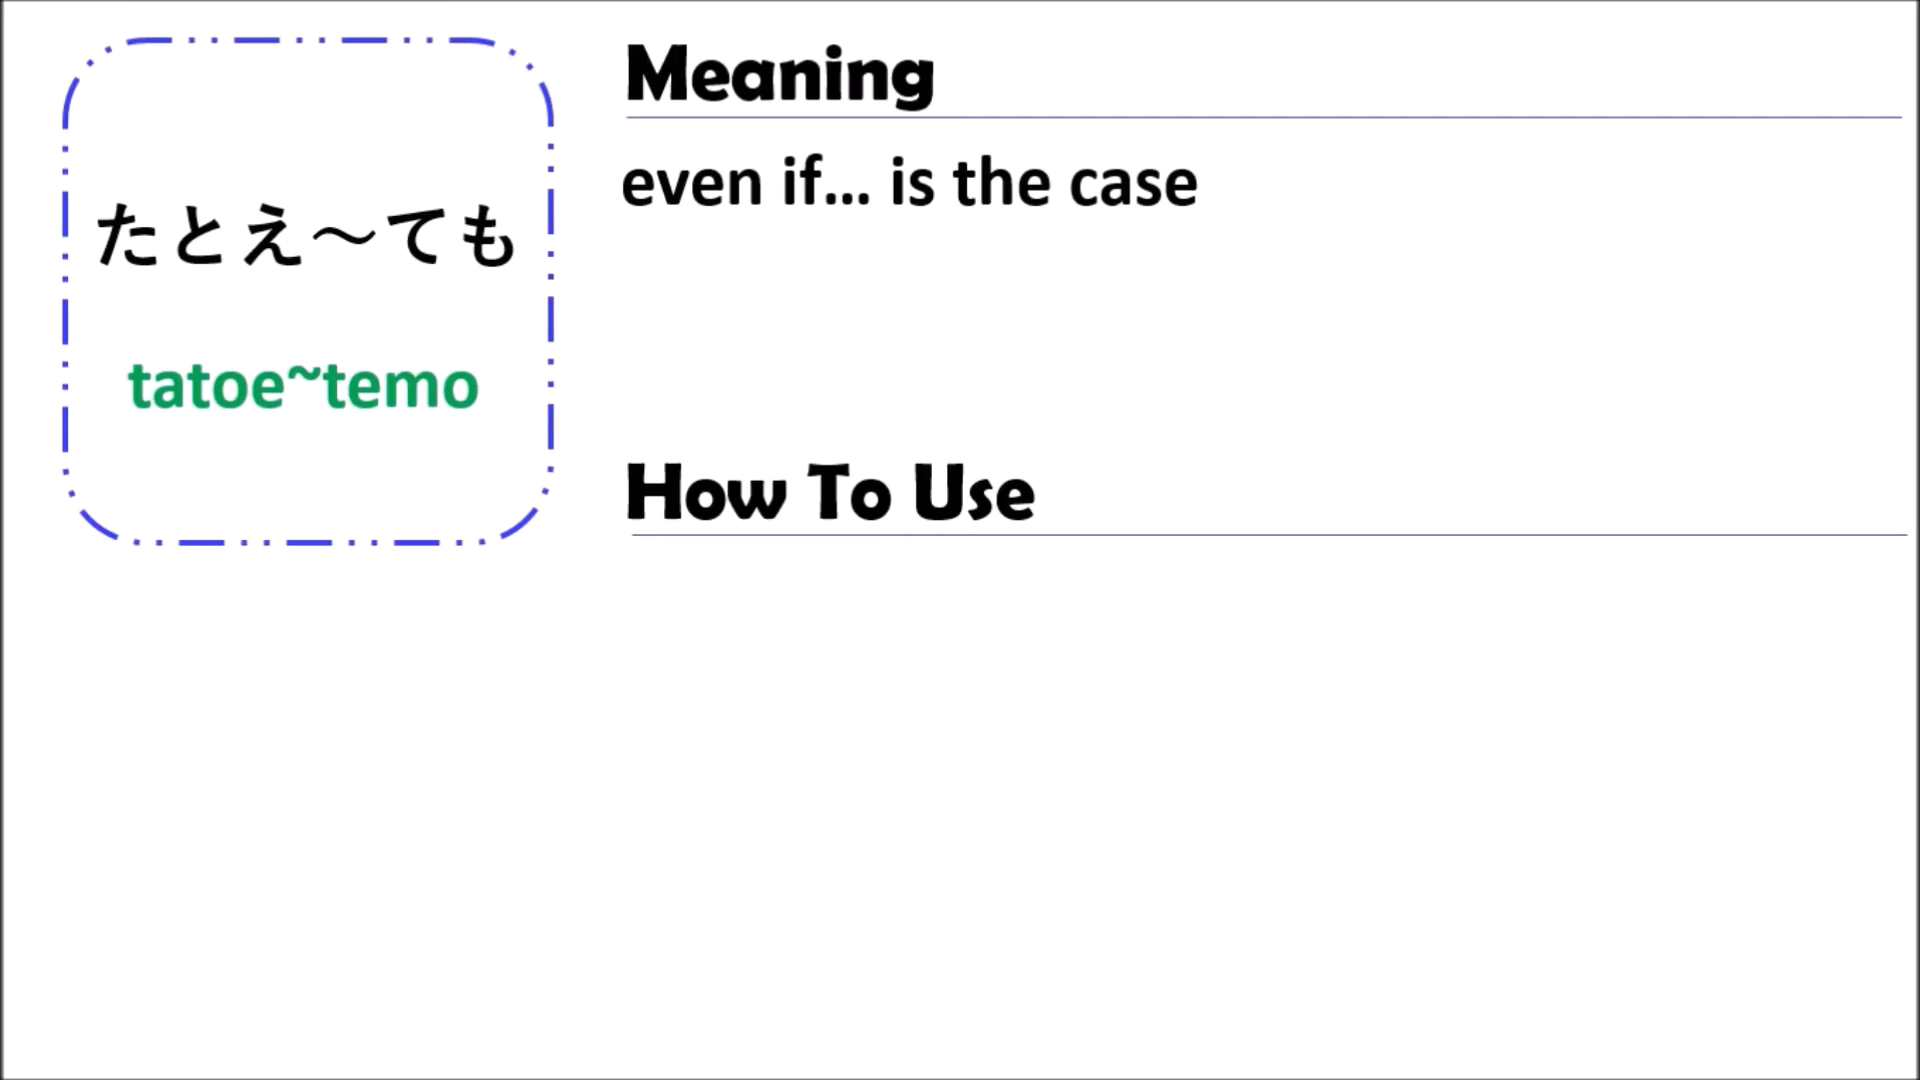 たとえ～ても
tatoe~temo
Meaning
even if... is the case
How To Use